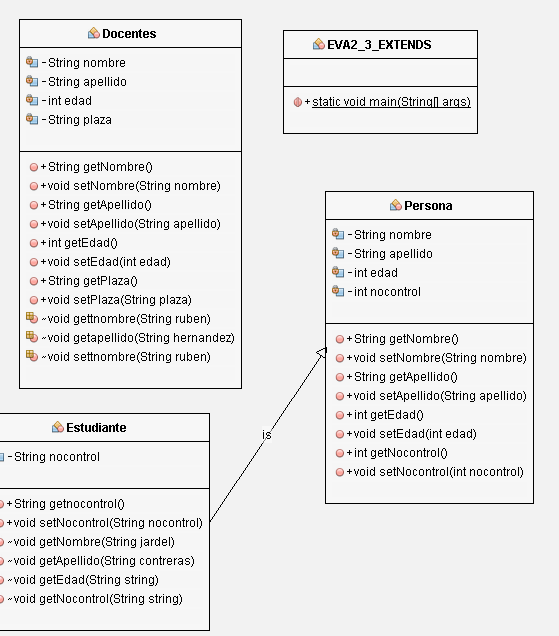 Docentes
-String nombre
-String apellido
-int edad
-String plaza
+String getNombre()
+void setNombre(String nombre)
+String getApellido()
+void setApellido(String apellido)
+int getEdad()
+void setEdad(int edad)
+String getPlaza()
+void setPlaza(String plaza)
~void gettnombre(String ruben)
~void getapellido(String hernandez)
~void settnombre(String ruben)
EVA2_3_EXTENDS
+static void main(String[] args)
Persona
-String nombre
-String apellido
-int edad
-int nocontrol
+String getNombre()
+void setNombre(String nombre)
+String getApellido()
+void setApellido(String apellido)
+int getEdad()
+void setEdad(int edad)
+int getNocontrol()
+void setNocontrol(int nocontrol)
is
Estudiante
-String nocontrol
+String getnocontrol()
+void setNocontrol(String nocontrol)
~void getNombre(String jardel)
~void getApellido(String contreras)
~void getEdad(String string)
~void getNocontrol(String string)